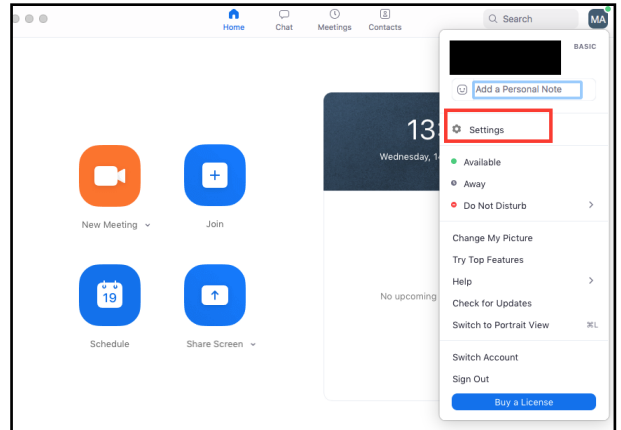 Home Chat Meetings Contacts
Search
MA
BASIC
Add a Personal Note
Settings
Available
Away
Do Not Disturb
Change My Picture
Try Top Features
Help
Check for Updates
Switch to Portrait View ⌘L
Switch Account
Sign Out
Buy a License
13:
Wednesday, 14
No upcoming
New Meeting
Join
19
Schedule
Share Screen